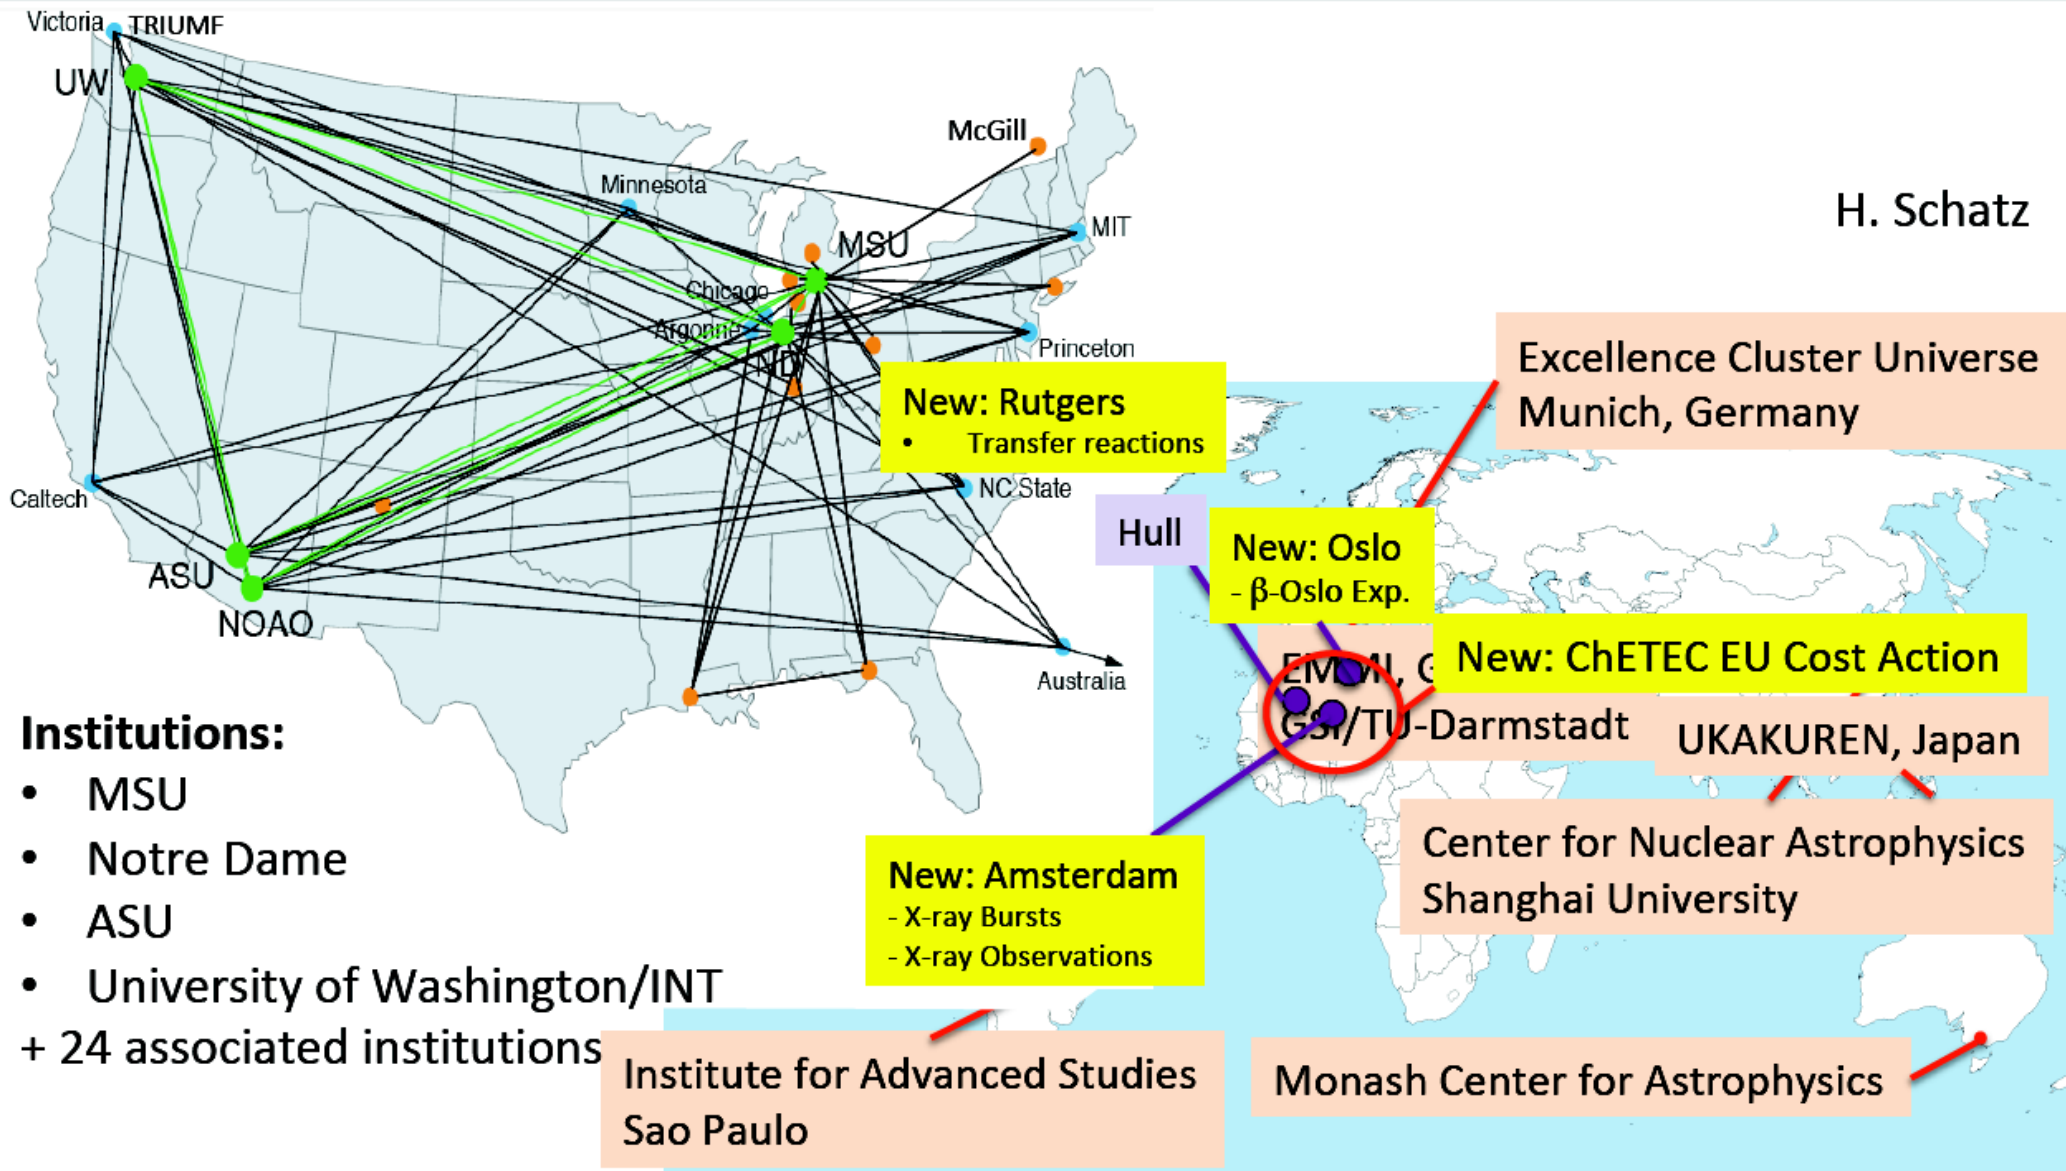 Victoria TRIUMF
UW
McGill
Minnesota
MIT
MSU
Chicago
Argonne
ND
Princeton
H. Schatz
Excellence Cluster Universe
Munich, Germany
New: Rutgers
• Transfer reactions
Caltech
NC State
Hull
New: Oslo
- β-Oslo Exp.
ASU
NOAO
Australia
EMMI, G
New: ChETEC EU Cost Action
GSI/TU-Darmstadt
UKAKUREN, Japan
Institutions:
• MSU
• Notre Dame
• ASU
• University of Washington/INT
+ 24 associated institutions
Center for Nuclear Astrophysics
Shanghai University
New: Amsterdam
- X-ray Bursts
- X-ray Observations
Institute for Advanced Studies
Sao Paulo
Monash Center for Astrophysics